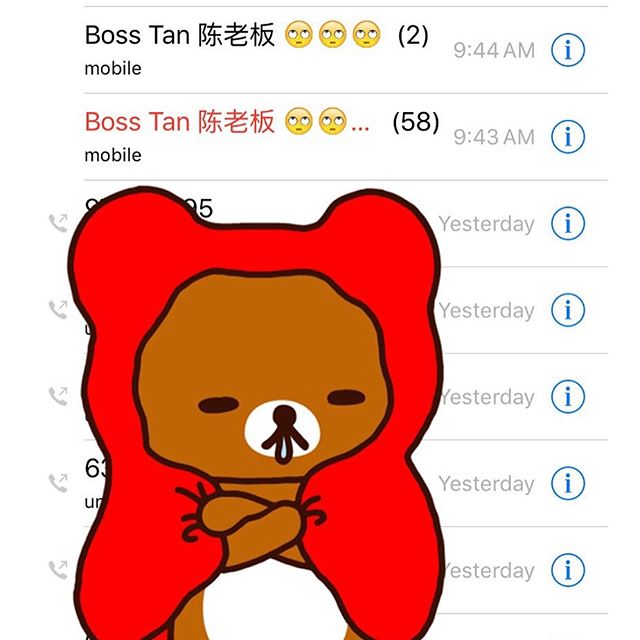 Boss Tan 陈老板 🙄🙄🙄 (2)
9:44 AM
mobile
Boss Tan 陈老板 🙄🙄... (58)
9:43 AM
mobile
Yesterday
Yesterday
Yesterday
Yesterday
Yesterday